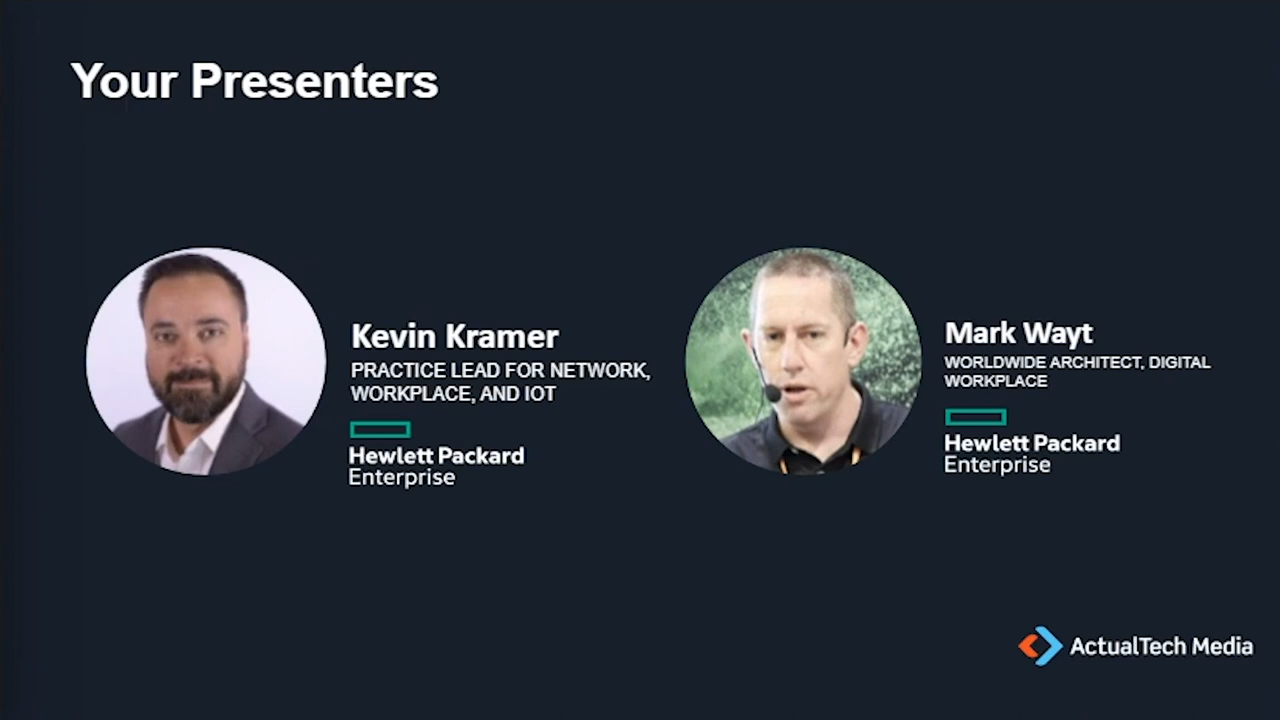 Your Presenters
Kevin Kramer
PRACTICE LEAD FOR NETWORK,
WORKPLACE, AND IOT
Hewlett Packard
Enterprise
Mark Wayt
WORLDWIDE ARCHITECT, DIGITAL
WORKPLACE
Hewlett Packard
Enterprise
ActualTech Media